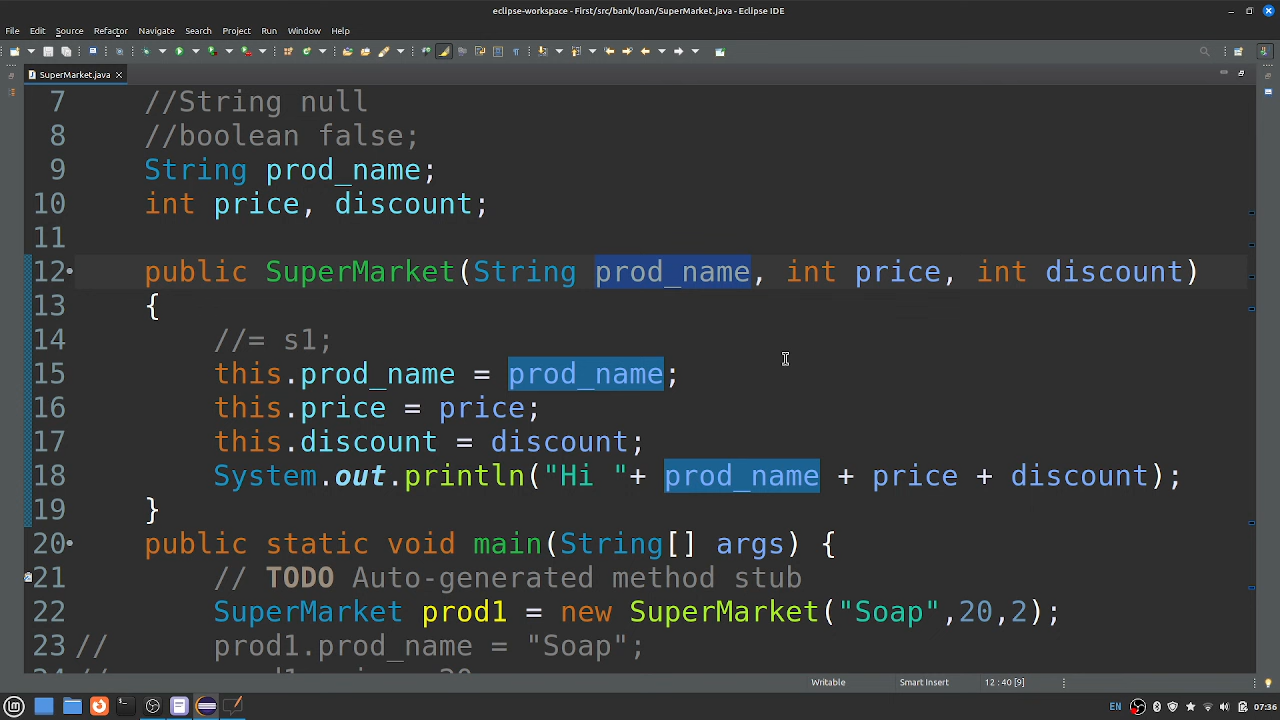 eclipse-workspace - First/src/bank/loan/SuperMarket.java - Eclipse IDE
File Edit Source Refactor Navigate Search Project Run Window Help
SuperMarket.java
7 //String null
8 //boolean false;
9 String prod_name;
10 int price, discount;
11
12 public SuperMarket(String prod_name, int price, int discount)
13 {
14 //= s1;
15 this.prod_name = prod_name;
16 this.price = price;
17 this.discount = discount;
18 System.out.println("Hi "+ prod_name + price + discount);
19 }
20 public static void main(String[] args) {
21 // TODO Auto-generated method stub
22 SuperMarket prod1 = new SuperMarket("Soap",20,2);
23 // prod1.prod_name = "Soap";
Writable Smart Insert 12 : 40 [9]
EN 07:36